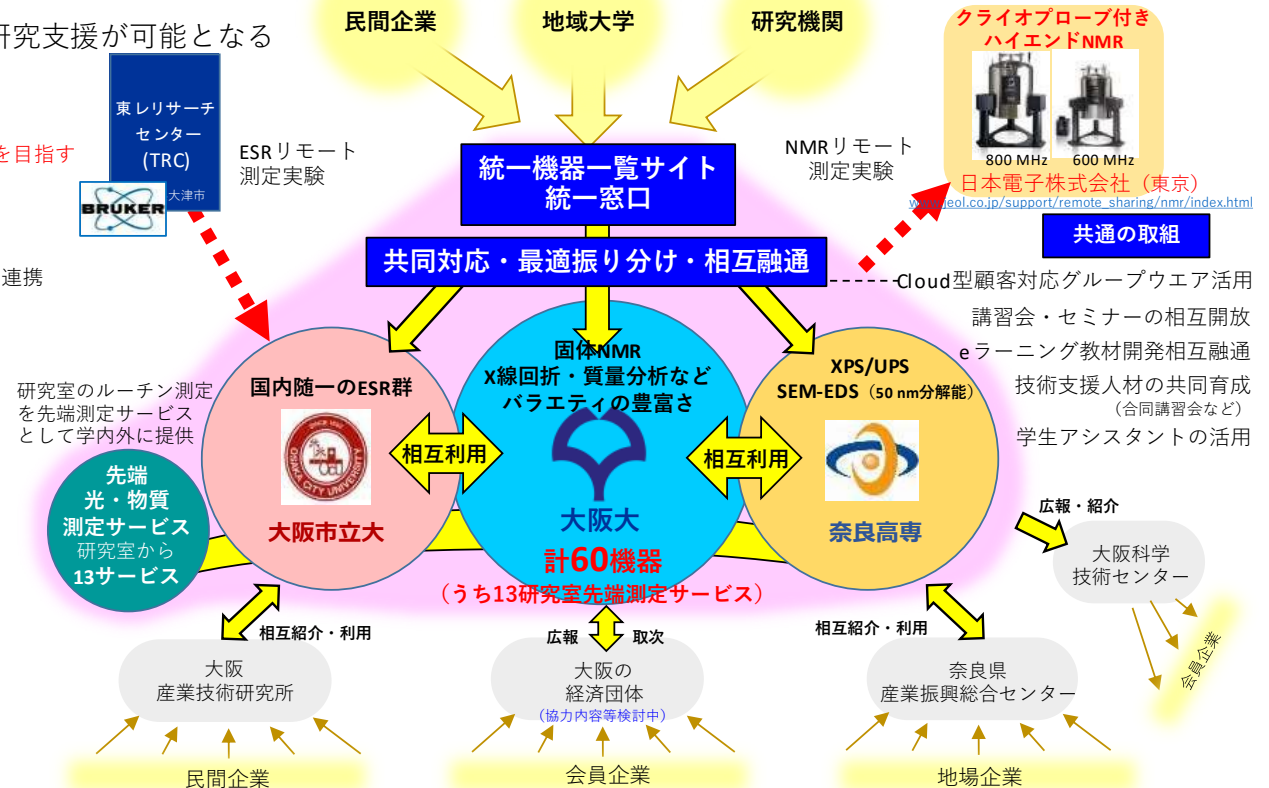 研究支援が可能となる
民間企業
地域大学
研究機関
クライオプローブ付き
ハイエンドNMR
800 MHz
600 MHz
日本電子株式会社（東京）
www.jeol.co.jp/support/remote_sharing/nmr/index.html
東レリサーチ
センター
(TRC)
大津市
BRUKER
を目指す
連携
ESRリモート
測定実験
NMRリモート
測定実験
統一機器一覧サイト
統一窓口
共同対応・最適振り分け・相互融通
共通の取組
Cloud型顧客対応グループウエア活用
講習会・セミナーの相互開放
eラーニング教材開発相互融通
技術支援人材の共同育成
（合同講習会など）
学生アシスタントの活用
研究室のルーチン測定
を先端測定サービス
として学内外に提供
先端
光・物質
測定サービス
研究室から
13サービス
国内随一のESR群
OSAKA CITY UNIVERSITY
大阪市立大
相互利用
固体NMR
X線回折・質量分析など
バラエティの豊富さ
大阪大
計60機器
（うち13研究室先端測定サービス）
相互利用
XPS/UPS
SEM-EDS（50 nm分解能）
奈良高専
広報・紹介
大阪科学
技術センター
会員企業
相互紹介・利用
大阪
産業技術研究所
民間企業
広報
取次
大阪の
経済団体
（協力内容等検討中）
会員企業
相互紹介・利用
奈良県
産業振興総合センター
地場企業